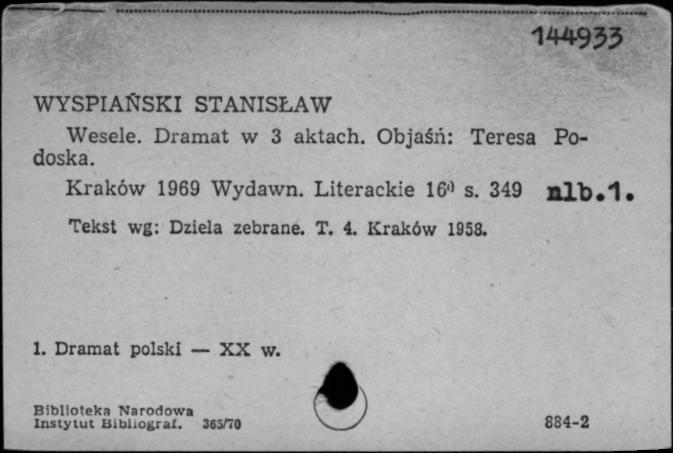 144933
WYSPIAŃSKI STANISŁAW
Wesele. Dramat w 3 aktach. Objaśń: Teresa Po-
doska.
Kraków 1969 Wydawn. Literackie 16⁰ s. 349 nlb.1.
Tekst wg: Dzieła zebrane. T. 4. Kraków 1958.
1. Dramat polski — XX w.
Biblioteka Narodowa
Instytut Bibliograf. 365/70 884-2